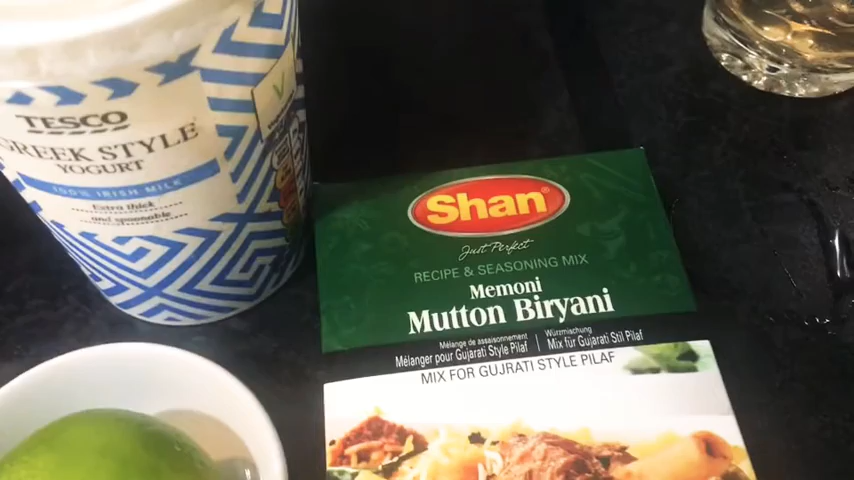 TESCO
GREEK STYLE
YOGURT
100% IRISH MILK
Extra thick
and spoonable
Shan®
Just Perfect
RECIPE & SEASONING MIX
Memoni
Mutton Biryani
Mélange de assaisonnement
Mélanger pour Gujarati Style Pilaf
Würzmischung
Mix für Gujarati Stil Pilaf
MIX FOR GUJRATI STYLE PILAF